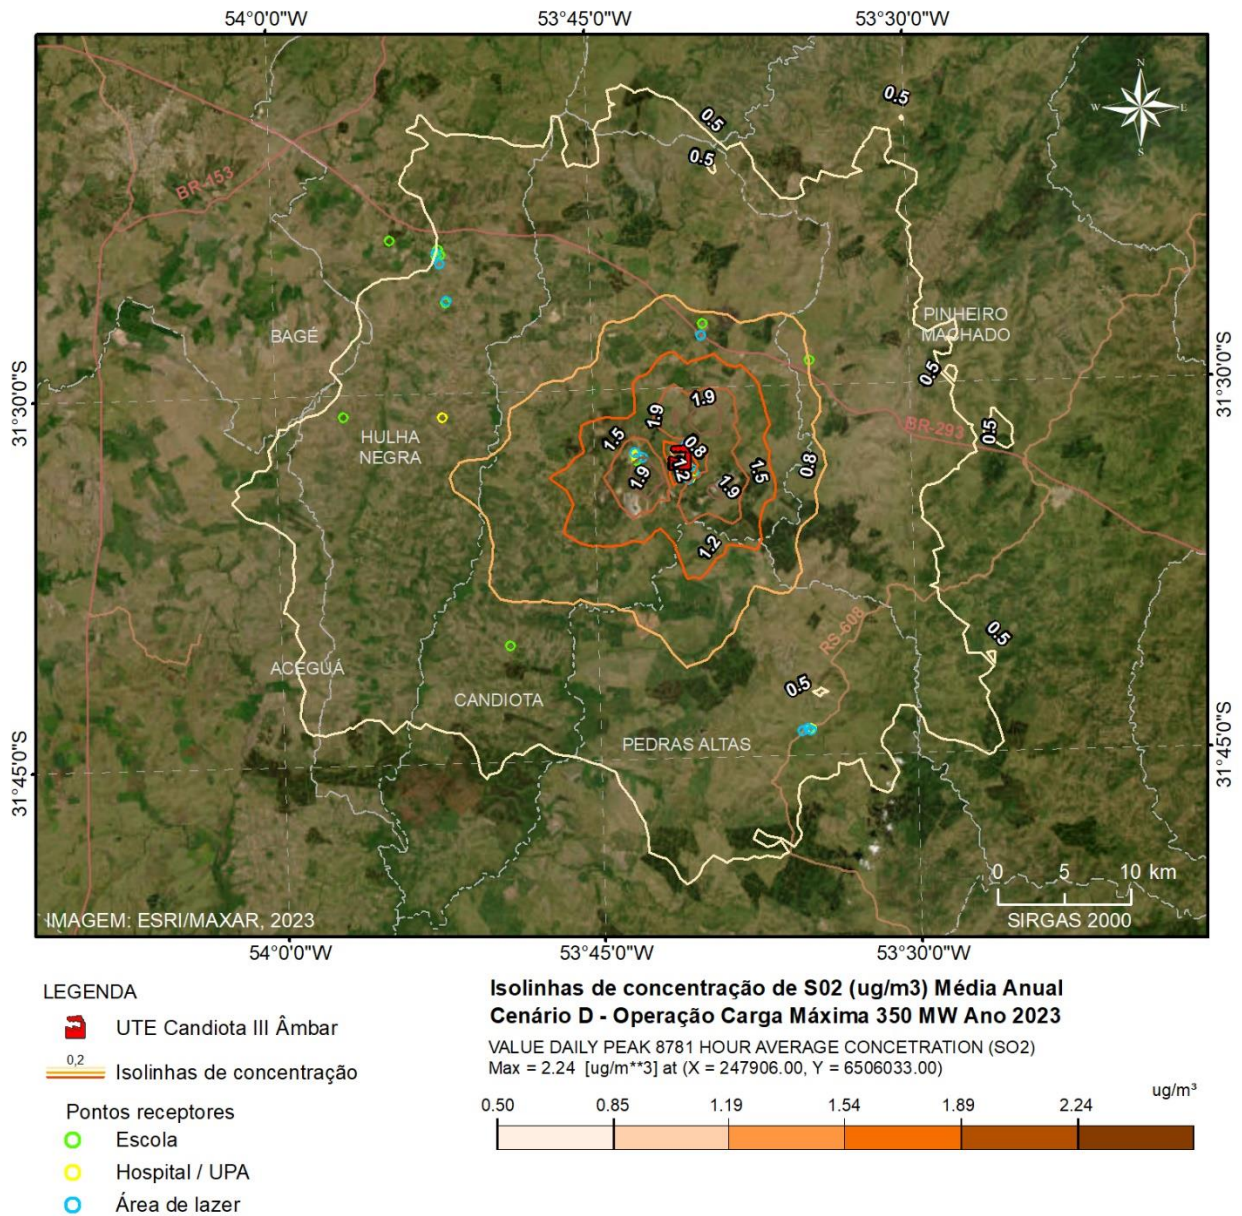 54°0'0"W
53°45'0"W
53°30'0"W
0.5
0.5
0.5
N
W
E
S
BR-153
PINHEIRO
MACHADO
BAGÉ
31°30'0"S
31°30'0"S
0.5
1.9
1.9
BR-293
0.5
HULHA
NEGRA
1.5
0.8
1.2
1.5
0.8
1.9
1.9
1.2
RS-608
0.5
ACEGUÁ
0.5
CANDIOTA
PEDRAS ALTAS
31°45'0"S
31°45'0"S
0 5 10 km
IMAGEM: ESRI/MAXAR, 2023
SIRGAS 2000
54°0'0"W
53°45'0"W
53°30'0"W
LEGENDA
UTE Candiota III Âmbar
0,2
Isolinhas de concentração
Pontos receptores
Escola
Hospital / UPA
Área de lazer
Isolinhas de concentração de S02 (ug/m3) Média Anual
Cenário D - Operação Carga Máxima 350 MW Ano 2023
VALUE DAILY PEAK 8781 HOUR AVERAGE CONCETRATION (SO2)
Max = 2.24 [ug/m**3] at (X = 247906.00, Y = 6506033.00)
ug/m³
0.50 0.85 1.19 1.54 1.89 2.24